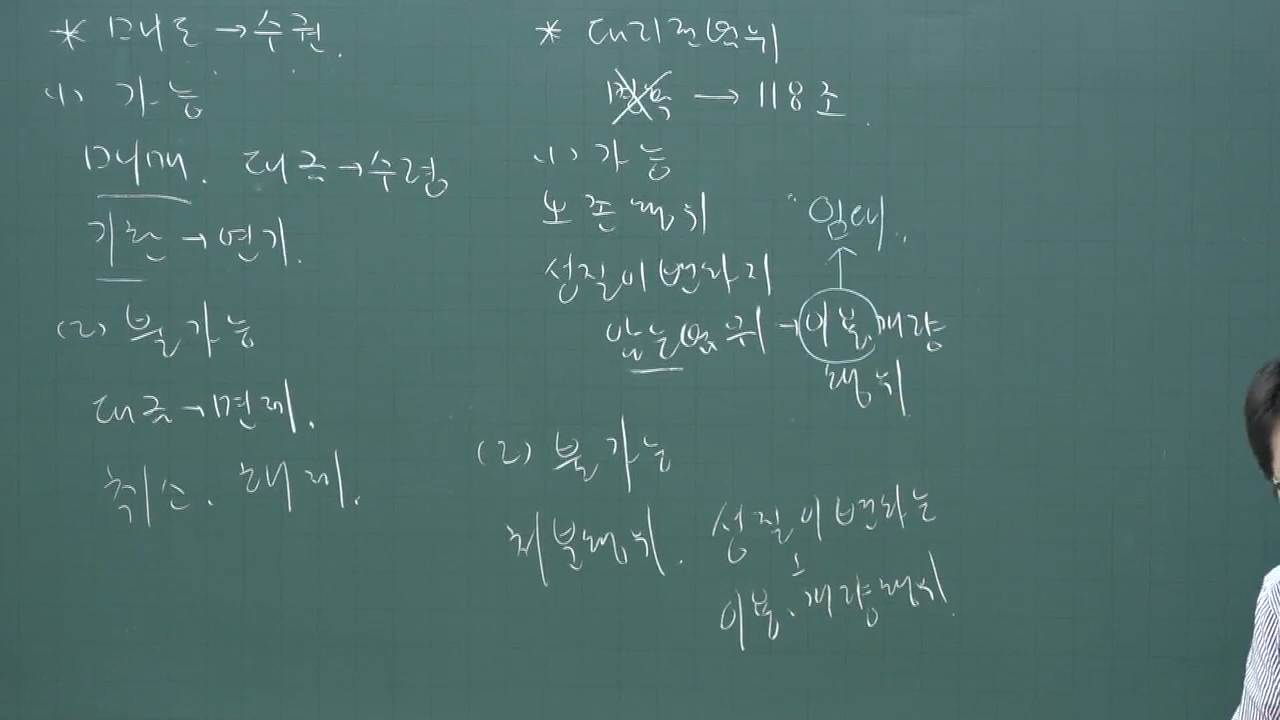 * 매도 → 수권.
(1) 가능
매매. 대금 → 수령
기한 → 연기.
(2) 불가능
대금 → 면제.
취소. 해제.
* 대리권범위
→ 118조.
(1) 가능
보존행위
성질이 변하지
않는 범위 → 이용, 개량
행위
임대.
(2) 불가능
처분행위. 성질이 변하는
이용. 개량행위.